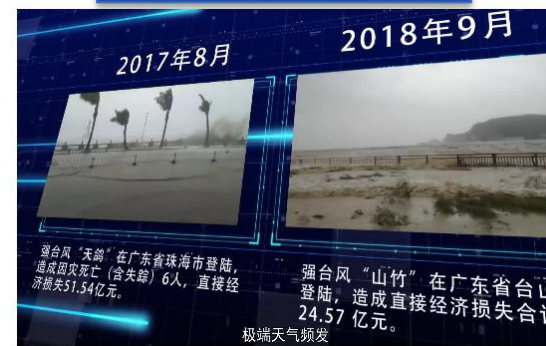 2017年8月
强台风“天鸽”在广东省珠海市登陆，
造成因灾死亡（含失踪）6人，直接经
济损失51.54亿元。
2018年9月
强台风“山竹”在广东省台山
登陆，造成直接经济损失合计
24.57 亿元。
极端天气频发